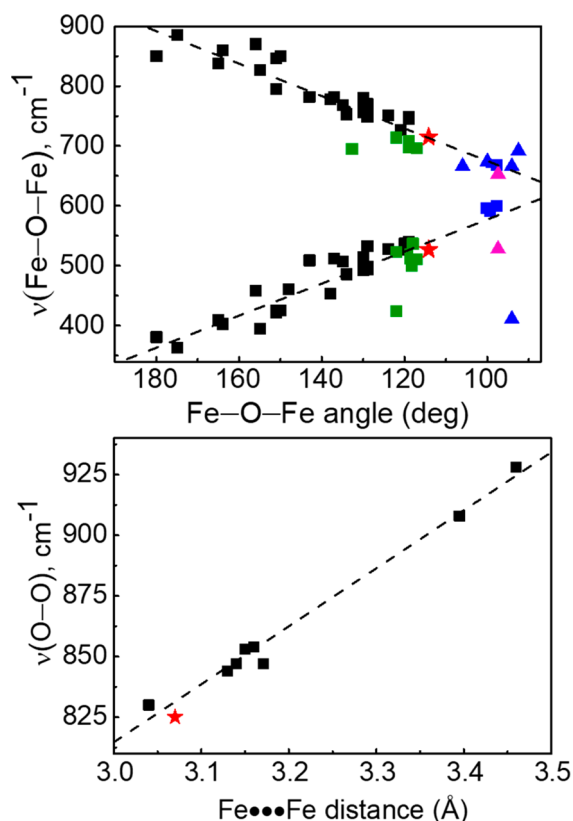 900
800
700
600
500
400
ν(Fe–O–Fe), cm⁻¹
180 160 140 120 100
Fe–O–Fe angle (deg)
925
900
875
850
825
ν(O–O), cm⁻¹
3.0 3.1 3.2 3.3 3.4 3.5
Fe●●●Fe distance (Å)